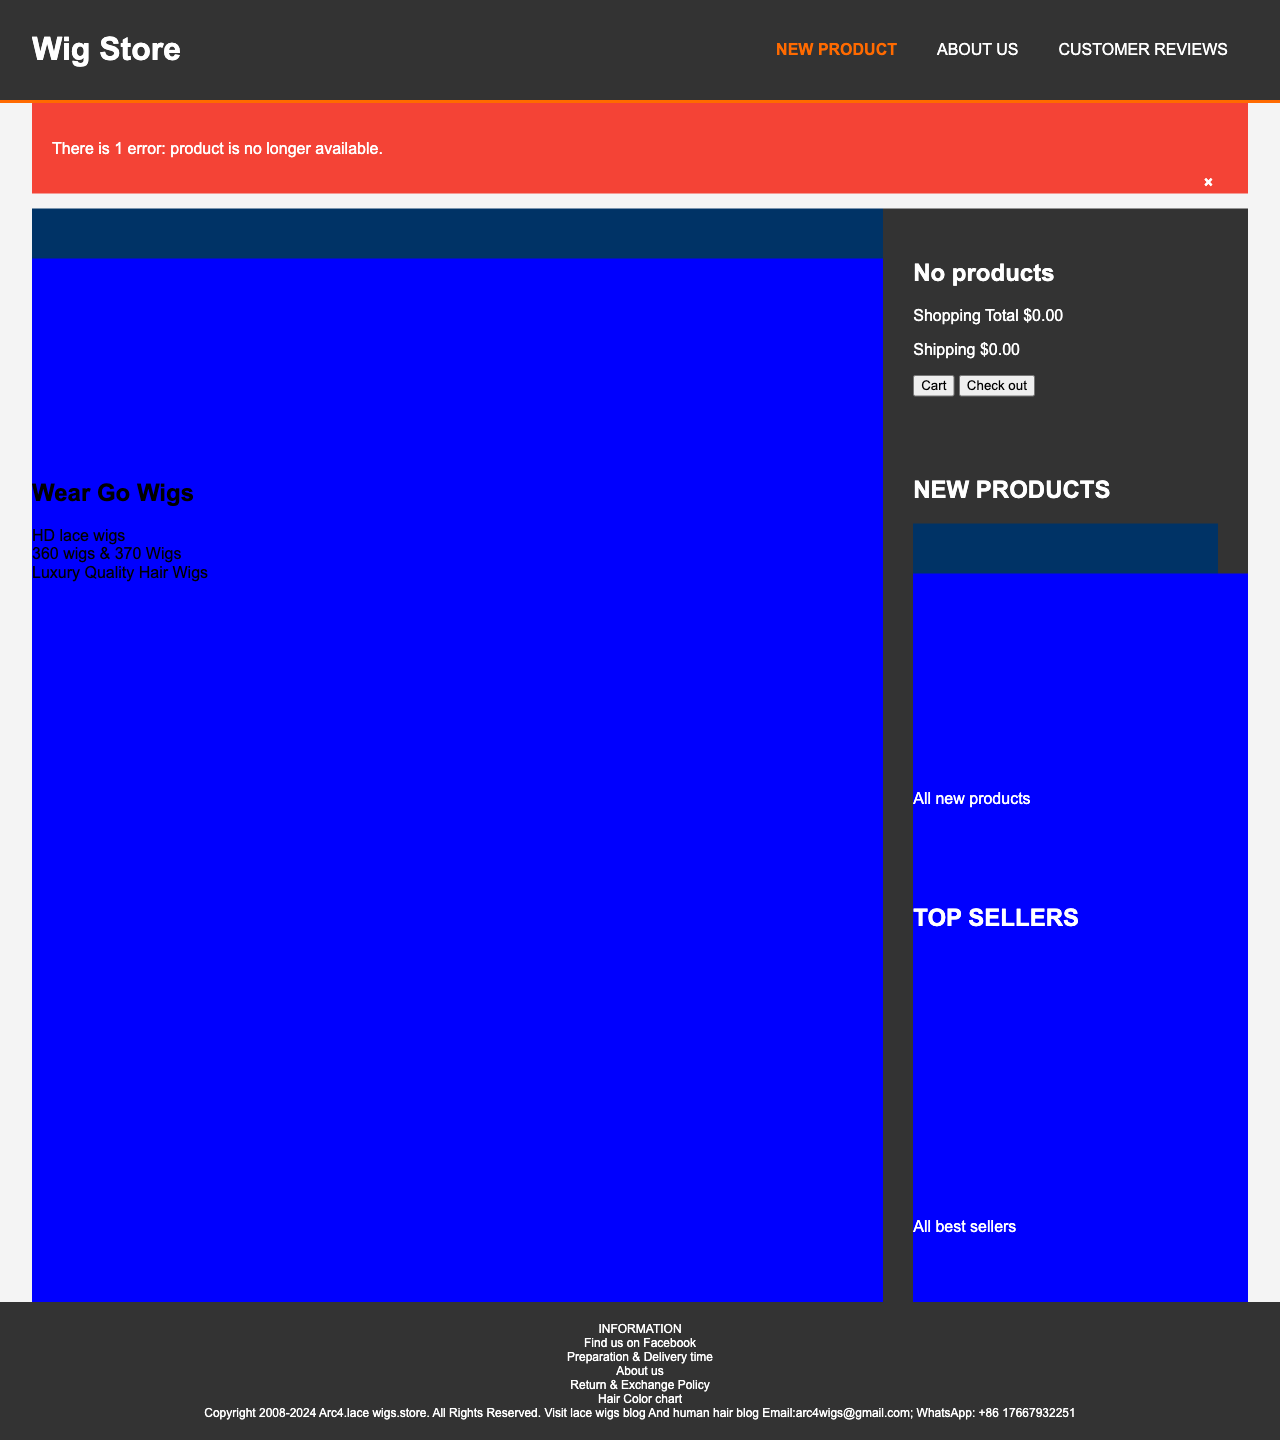 Wig Store
NEW PRODUCT ABOUT US CUSTOMER REVIEWS
There is 1 error: product is no longer available.
×
No products
Shopping Total $0.00
Shipping $0.00
Cart Check out
Wear Go Wigs
HD lace wigs
360 wigs & 370 Wigs
Luxury Quality Hair Wigs
NEW PRODUCTS
All new products
TOP SELLERS
All best sellers
INFORMATION
Find us on Facebook
Preparation & Delivery time
About us
Return & Exchange Policy
Hair Color chart
Copyright 2008-2024 Arc4.lace wigs.store. All Rights Reserved. Visit lace wigs blog And human hair blog Email:arc4wigs@gmail.com; WhatsApp: +86 17667932251